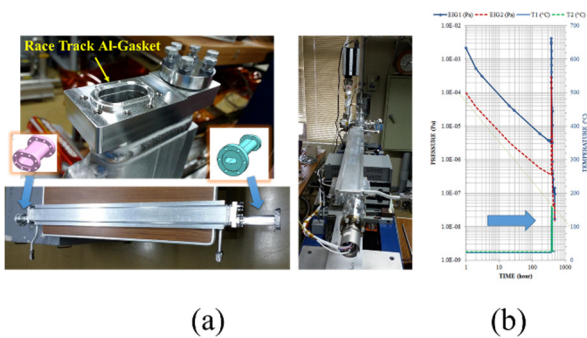 Race Track Al-Gasket
EIG1 (Pa) EIG2 (Pa) T1 (°C) T2 (°C)
1.0E-02 700
1.0E-03 600
1.0E-04 500
1.0E-05 400
1.0E-06 300
1.0E-07 200
1.0E-08 100
1.0E-09 0
PRESSURE (Pa)
TEMPERATURE (°C)
1 10 100 1000
TIME (hour)
(a) (b)